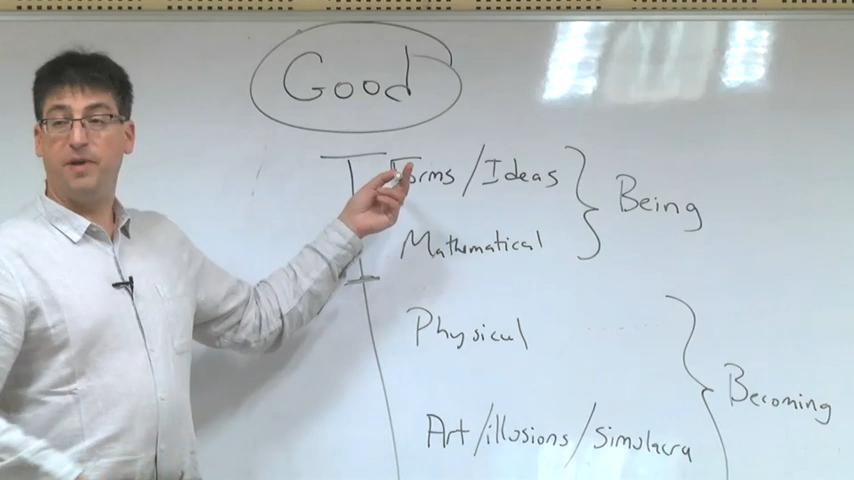 Good
Forms/Ideas
Being
Mathematical
Physical
Becoming
Art/illusions/Simulacra